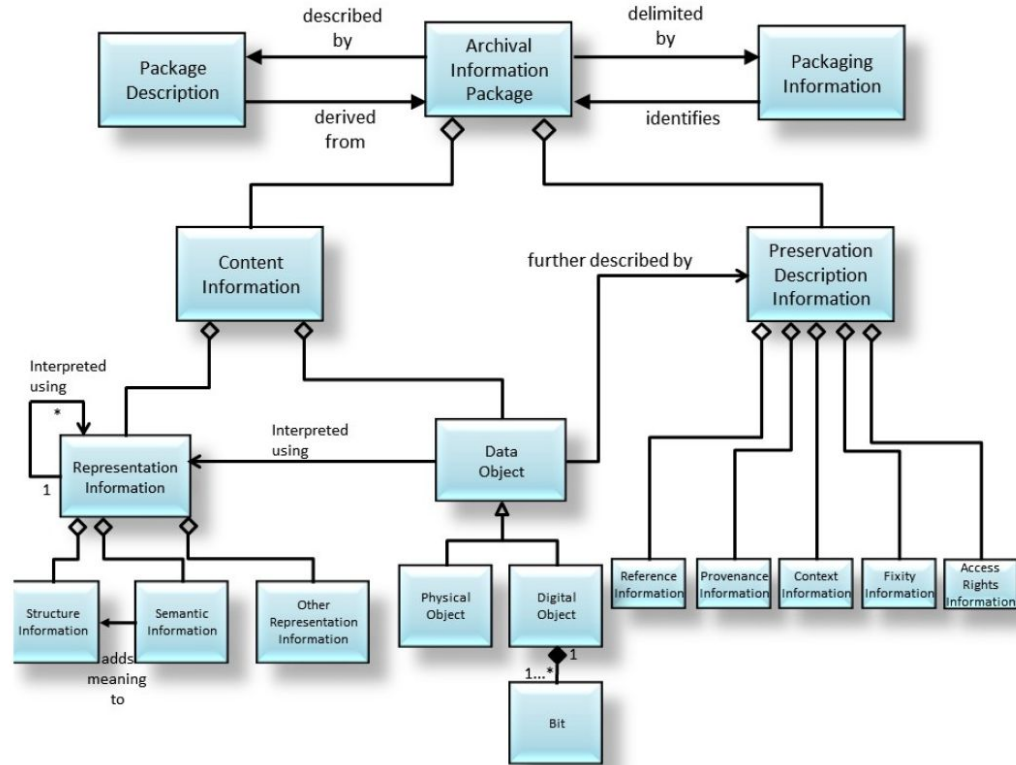 described
by
Archival
Information
Package
delimited
by
Package
Description
Packaging
Information
derived
from
identifies
Content
Information
further described by
Preservation
Description
Information
Interpreted
using
*
Interpreted
using
Representation
Information
1
Data
Object
Structure
Information
Semantic
Information
Other
Representation
Information
Physical
Object
Digital
Object
Reference
Information
Provenance
Information
Context
Information
Fixity
Information
Access
Rights
Information
adds
meaning
to
1
1...*
Bit